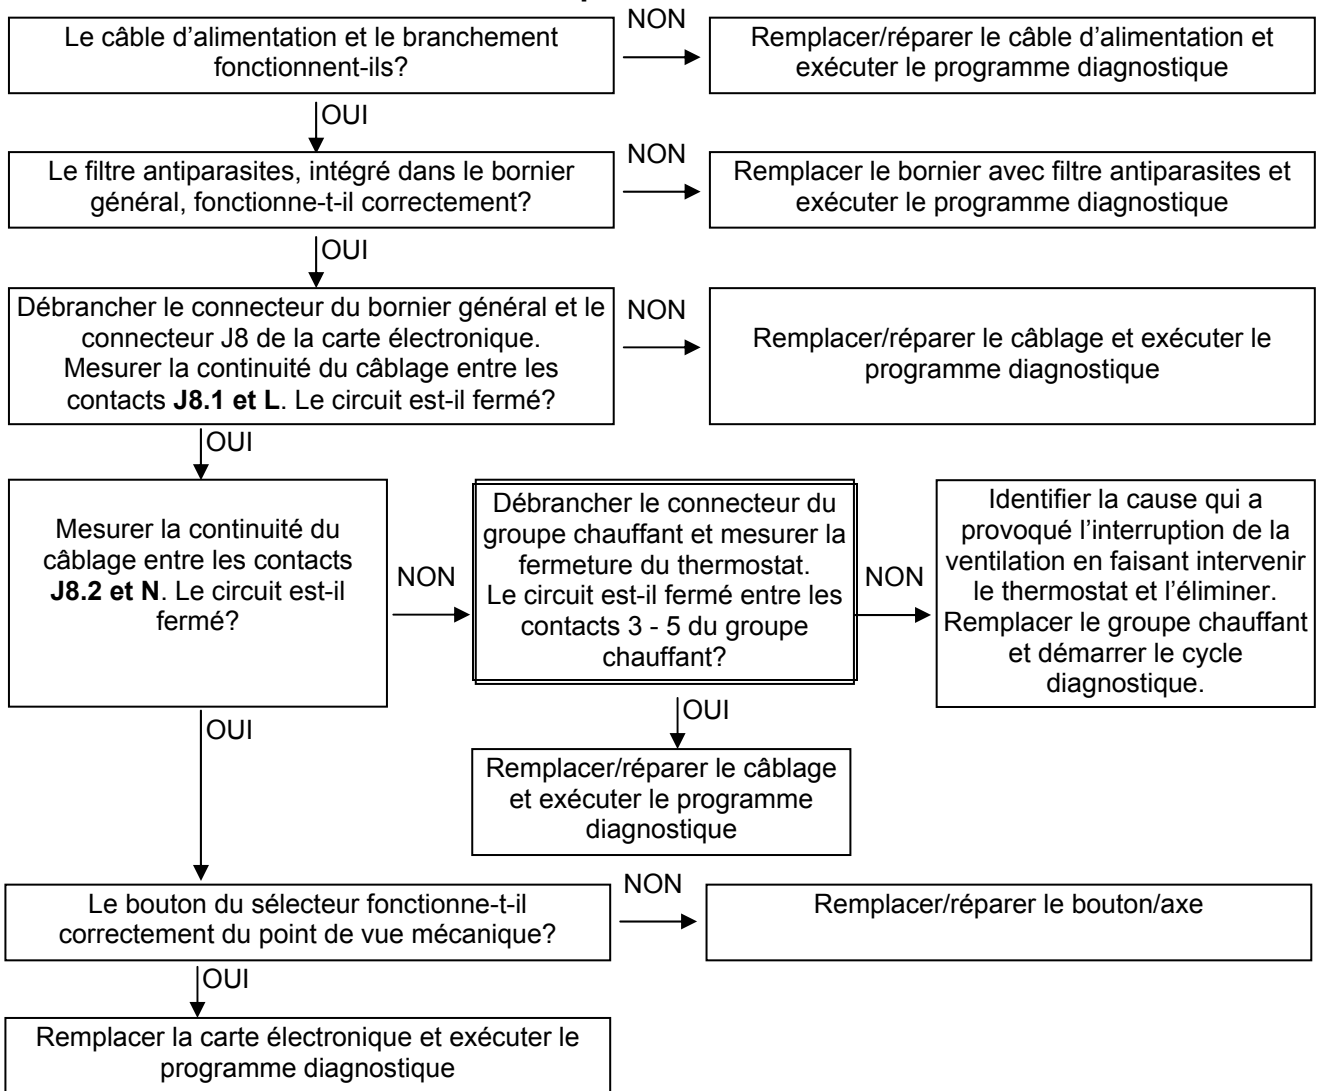 NON
Le câble d'alimentation et le branchement
fonctionnent-ils?
Remplacer/réparer le câble d'alimentation et
exécuter le programme diagnostique
OUI
NON
Le filtre antiparasites, intégré dans le bornier
général, fonctionne-t-il correctement?
Remplacer le bornier avec filtre antiparasites et
exécuter le programme diagnostique
OUI
NON
Débrancher le connecteur du bornier général et le
connecteur J8 de la carte électronique.
Mesurer la continuité du câblage entre les
contacts J8.1 et L. Le circuit est-il fermé?
Remplacer/réparer le câblage et exécuter le
programme diagnostique
OUI
Mesurer la continuité du
câblage entre les contacts
J8.2 et N. Le circuit est-il
fermé?
NON
Débrancher le connecteur du
groupe chauffant et mesurer la
fermeture du thermostat.
Le circuit est-il fermé entre les
contacts 3 - 5 du groupe
chauffant?
NON
Identifier la cause qui a
provoqué l'interruption de la
ventilation en faisant intervenir
le thermostat et l'éliminer.
Remplacer le groupe chauffant
et démarrer le cycle
diagnostique.
OUI
OUI
Remplacer/réparer le câblage
et exécuter le programme
diagnostique
NON
Le bouton du sélecteur fonctionne-t-il
correctement du point de vue mécanique?
Remplacer/réparer le bouton/axe
OUI
Remplacer la carte électronique et exécuter le
programme diagnostique